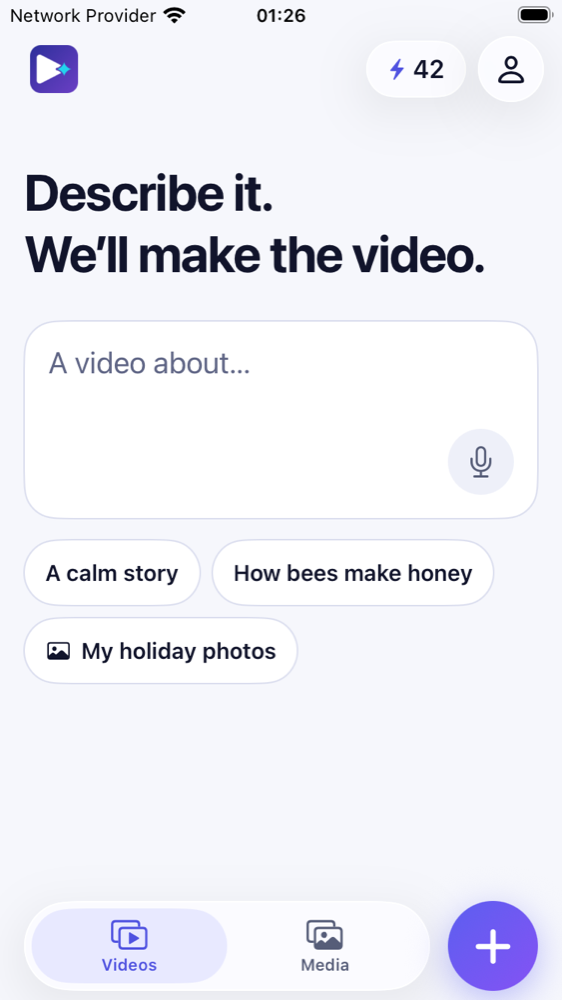 Network Provider 01:26
42
Describe it.
We’ll make the video.
A video about...
A calm story
How bees make honey
My holiday photos
Videos
Media